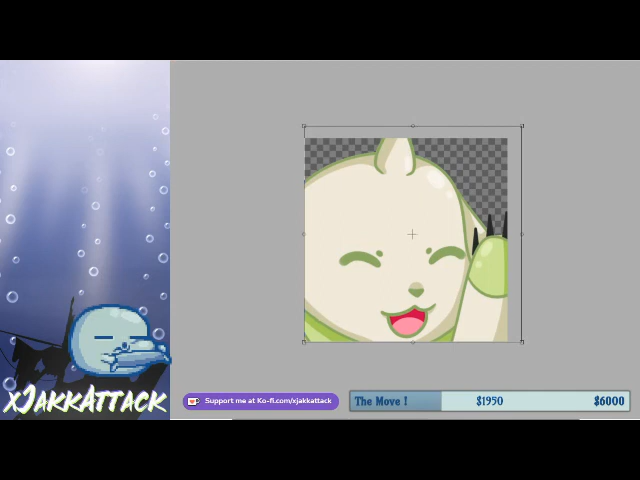 xJakkAttack
Support me at Ko-fi.com/xjakkattack
The Move !
$1950
$6000